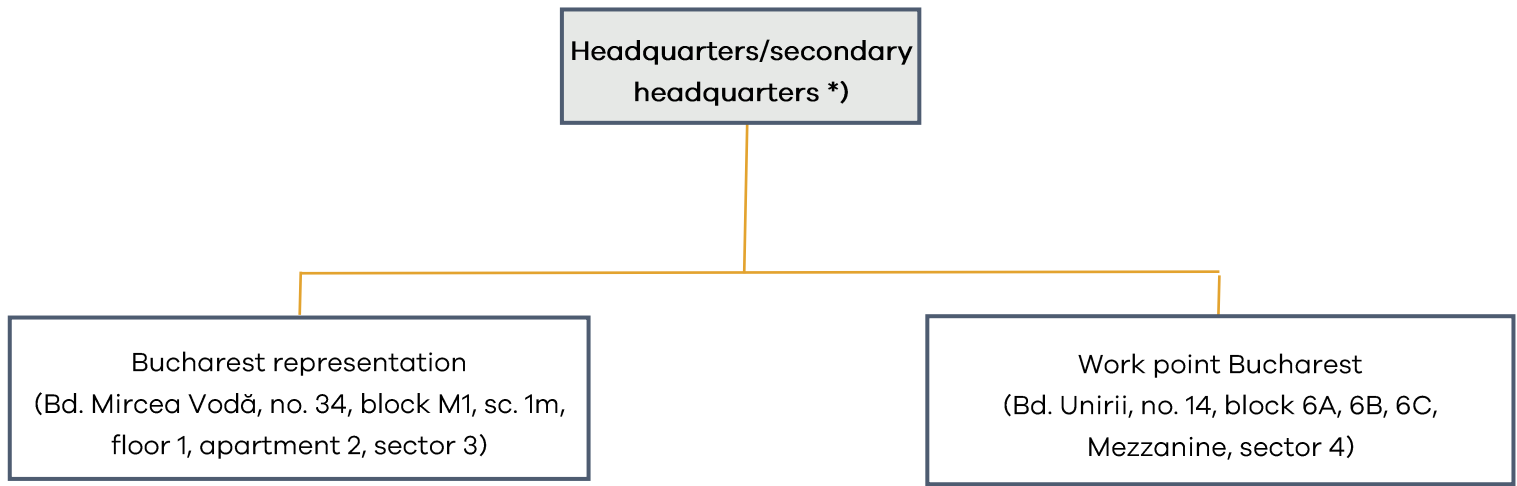 Headquarters/secondary
headquarters *)
Bucharest representation
(Bd. Mircea Vodă, no. 34, block M1, sc. 1m,
floor 1, apartment 2, sector 3)
Work point Bucharest
(Bd. Unirii, no. 14, block 6A, 6B, 6C,
Mezzanine, sector 4)